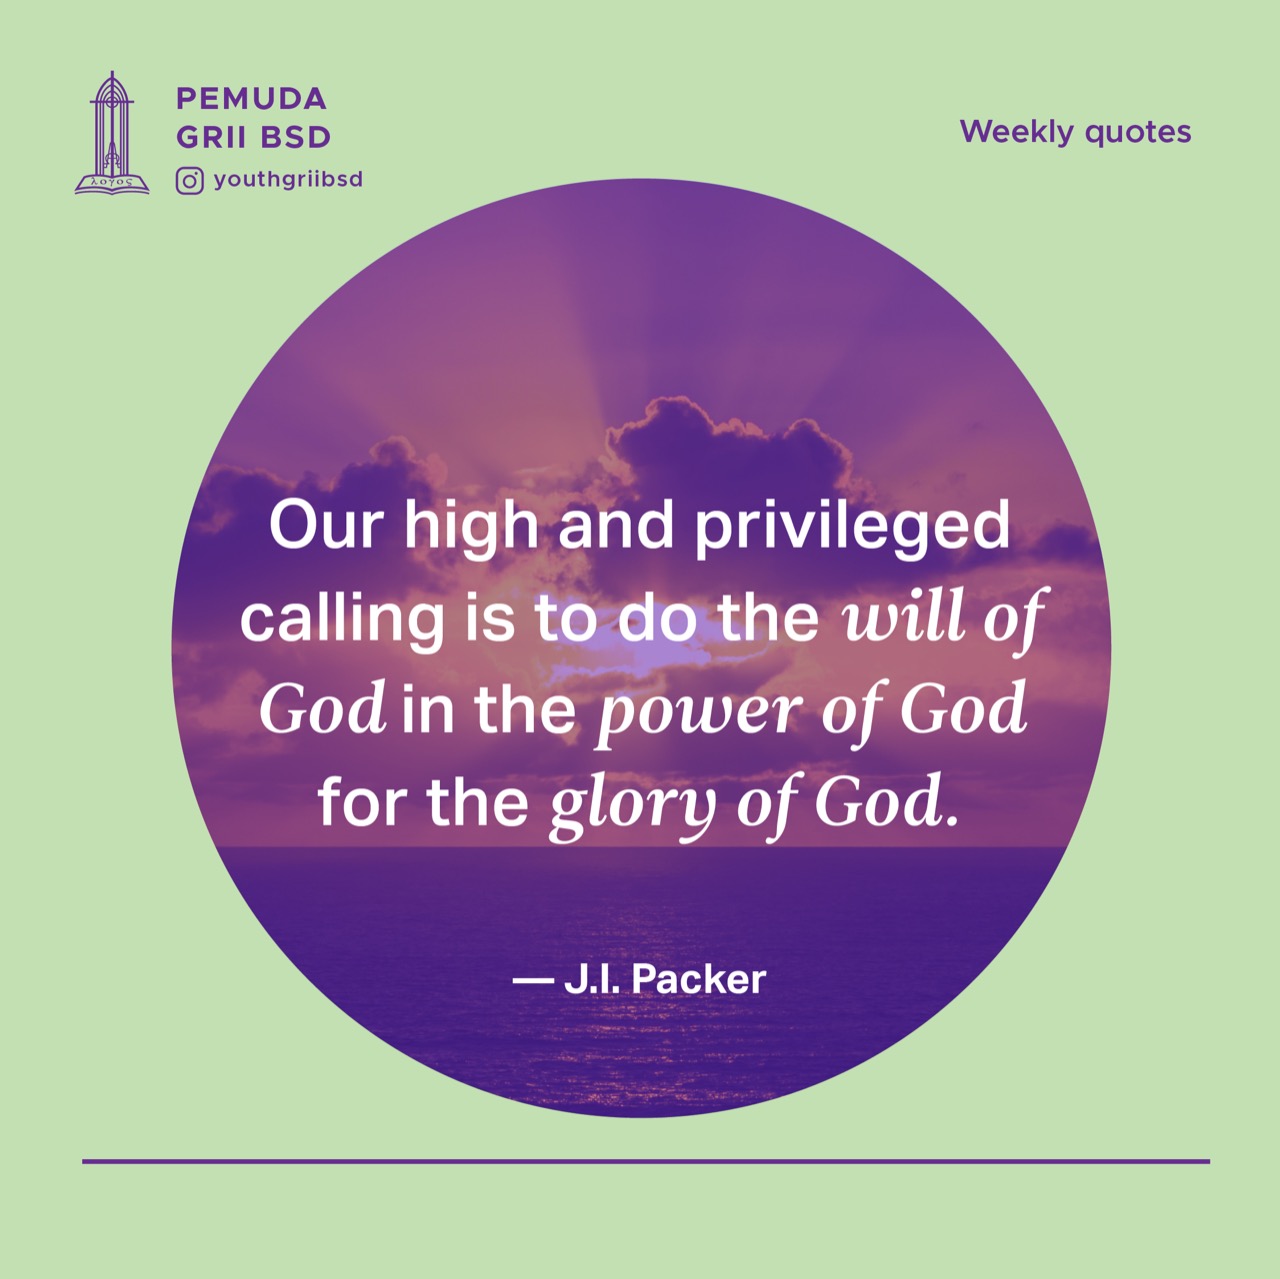 PEMUDA
GRII BSD
youthgriibsd
λογος
Weekly quotes
Our high and privileged
calling is to do the will of
God in the power of God
for the glory of God.
— J.I. Packer